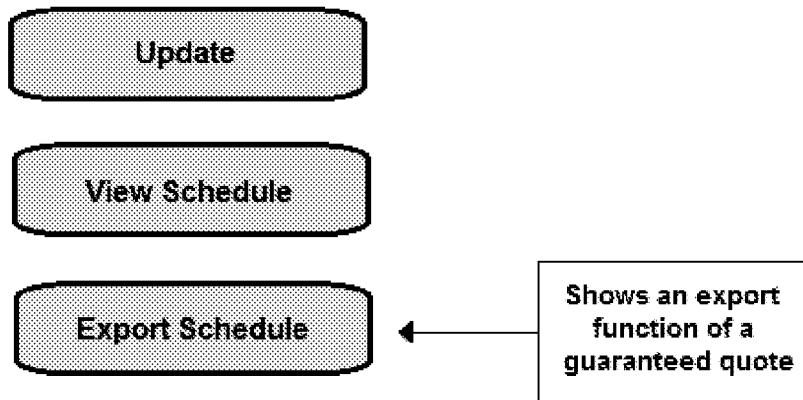 Update
View Schedule
Export Schedule
Shows an export
function of a
guaranteed quote